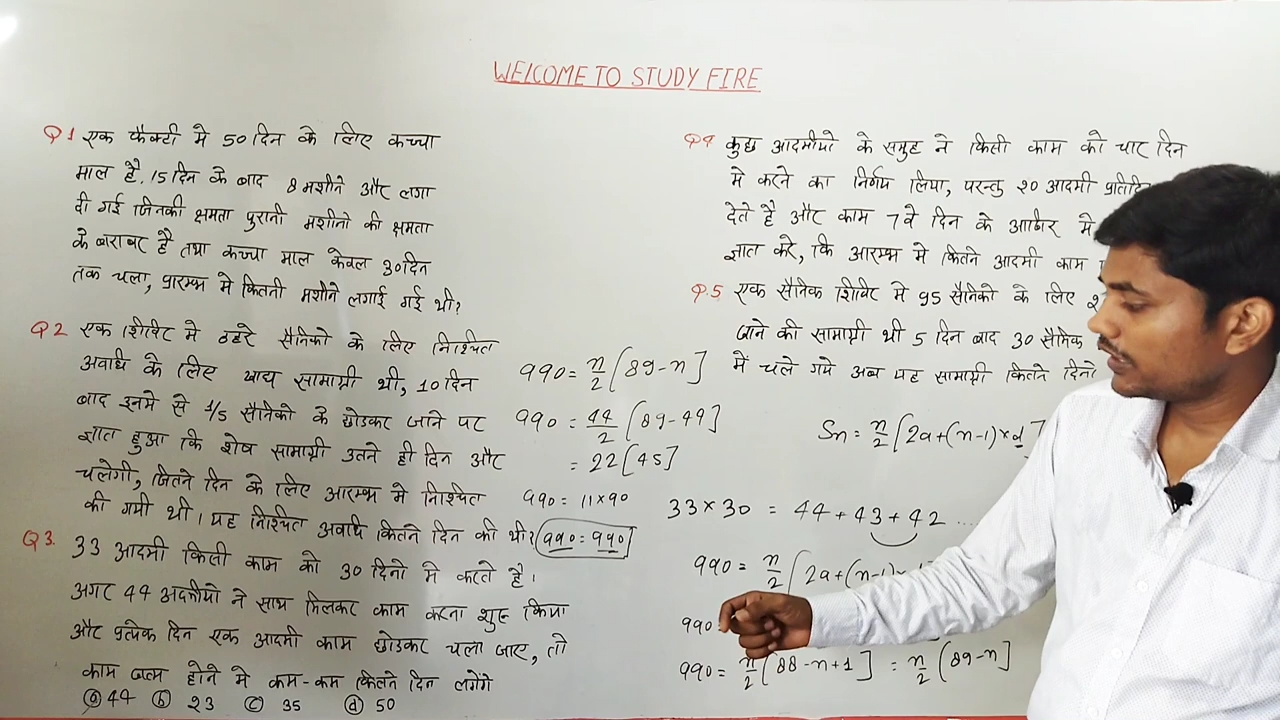 WELCOME TO STUDY FIRE
Q1 एक फैक्टी मे 50 दिन के लिए कच्चा
माल है. 15 दिन के बाद 8 मशीने और लगा
दी गई जिनकी क्षमता पुरानी मशीनो की क्षमता
के बाराबर है तथा कच्चा माल केवल 30 दिन
तक चला, प्रारम्भ मे कितनी मशीने लगाई गई थी?
Q2 एक शिविर मे ठहरे सैनिको के लिए निश्चित
अवधि के लिए खाद्य सामाग्री थी, 10 दिन
बाद इनमे से 1/5 सैनिको के छोडकर जाने पर
ज्ञात हुआ कि शेष सामाग्री उतने ही दिन और
चलेगी, जितने दिन के लिए आरम्भ मे निश्चित
की गयी थी। यह निश्चित अवधि कितने दिन की थी?
Q3. 33 आदमी किसी काम को 30 दिनो मे करते है।
अगर 44 आदमीयो ने साथ मिलकर काम करना शुरु किया
और प्रत्येक दिन एक आदमी काम छोडकर चला जाए, तो
काम खत्म होने मे कम-कम कितने दिन लगेगे
ⓐ 44 ⓑ 23 ⓒ 35 ⓓ 50
990 = n/2 [89-n]
990 = 44/2 [89-44]
= 22[45]
990 = 11×90
990 = 990
Q4 कुछ आदमीयो के समुह ने किसी काम को चार दिन
मे करने का निर्णय लिया, परन्तु 20 आदमी
देते है और काम 7 वे दिन के आखिर मे
ज्ञात करे, कि आरम्भ मे कितने आदमी काम
Q.5 एक सैनिक शिविर मे 95 सैनिको के लिए
खाने की सामाग्री थी 5 दिन बाद 30 सैनिक
में चले गये अब यह सामाग्री कितने दिनो
Sn = n/2 [2a+(n-1)×d]
33×30 = 44 + 43 + 42 ....
990 = n/2 [2a+(n-1)×
990
990 = n/2 [88-n+1] = n/2 [89-n]